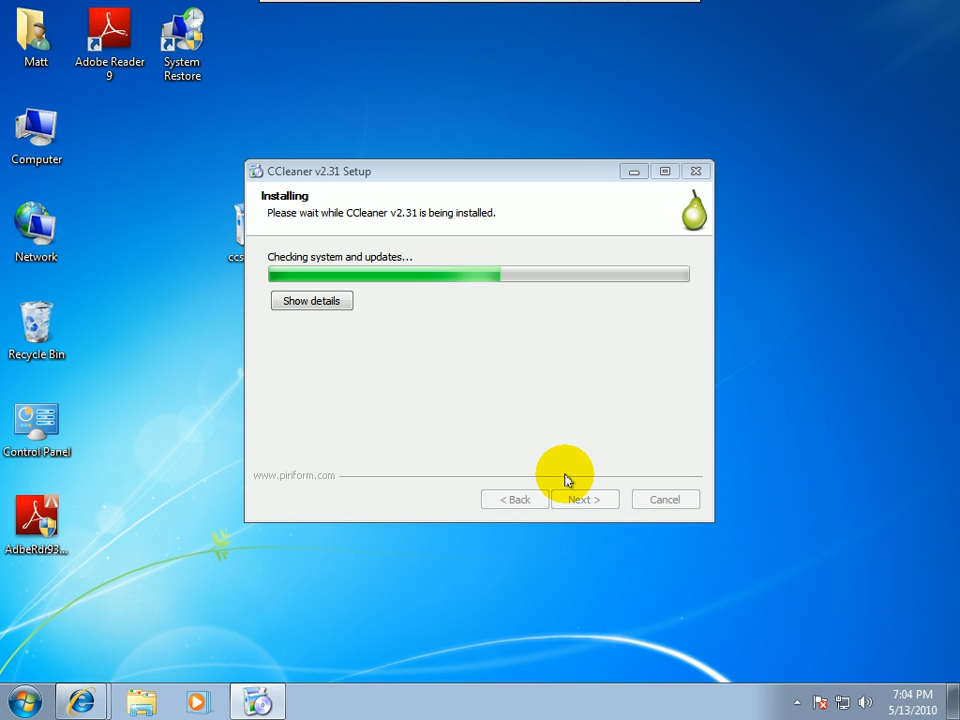 Matt
Adobe Reader
9
System
Restore
Computer
Network
Recycle Bin
Control Panel
AdbeRdr93...
ccs
CCleaner v2.31 Setup
Installing
Please wait while CCleaner v2.31 is being installed.
Checking system and updates...
Show details
www.piriform.com
< Back
Next >
Cancel
7:04 PM
5/13/2010